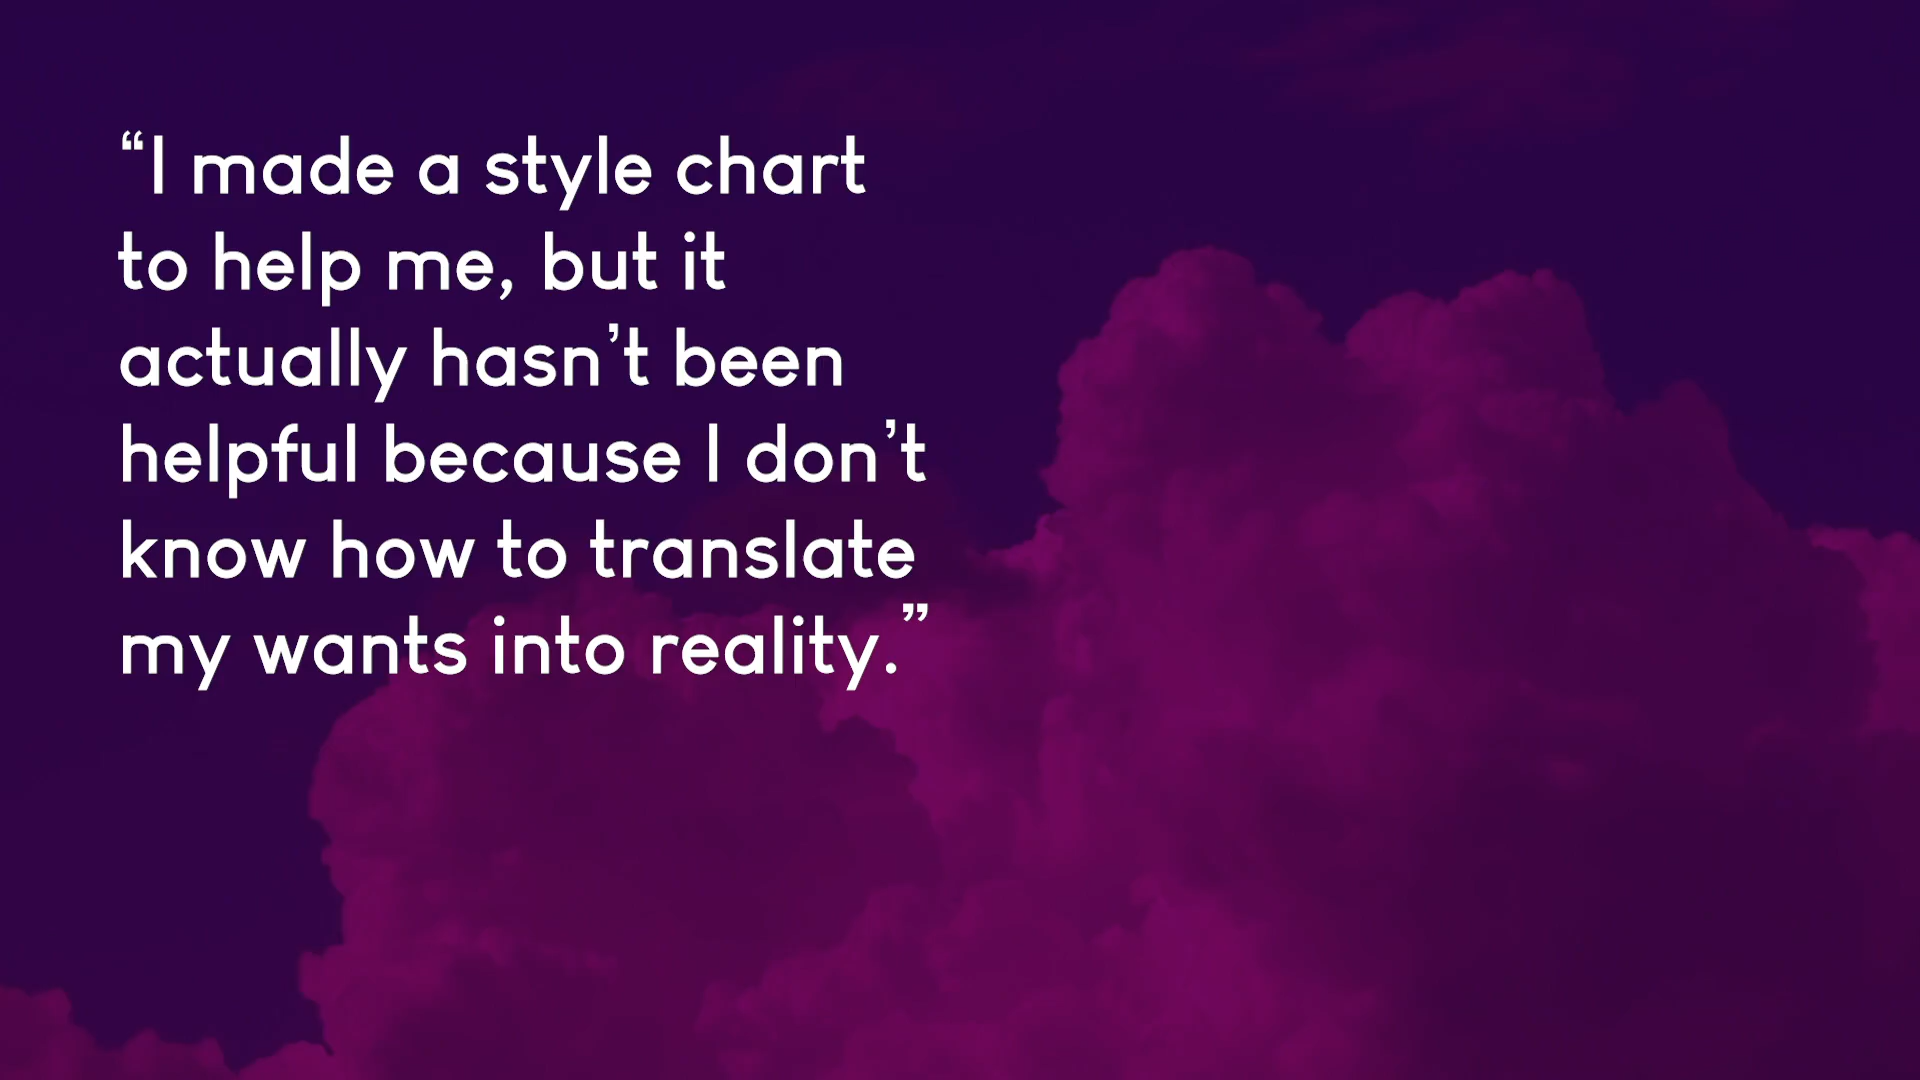 “I made a style chart
to help me, but it
actually hasn’t been
helpful because I don’t
know how to translate
my wants into reality.”